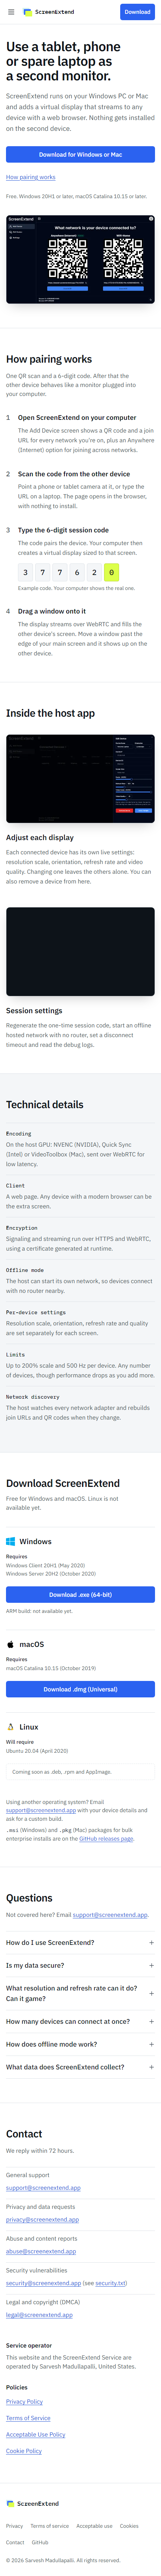 ScreenExtend
Download
Use a tablet, phone
or spare laptop as
a second monitor.
ScreenExtend runs on your Windows PC or Mac
and adds a virtual display that streams to any
device with a web browser. Nothing gets installed
on the second device.
Download for Windows or Mac
How pairing works
Free. Windows 20H1 or later, macOS Catalina 10.15 or later.
ScreenExtend
What network is your device connected to?
How pairing works
One QR scan and a 6-digit code. After that the
other device behaves like a monitor plugged into
your computer.
1 Open ScreenExtend on your computer
The Add Device screen shows a QR code and a join
URL for every network you're on, plus an Anywhere
(Internet) option for joining across networks.
2 Scan the code from the other device
Point a phone or tablet camera at it, or type the
URL on a laptop. The page opens in the browser,
with nothing to install.
3 Type the 6-digit session code
The code pairs the device. Your computer then
creates a virtual display sized to that screen.
3 7 7 6 2 0
Example code. Your computer shows the real one.
4 Drag a window onto it
The display streams over WebRTC and fills the
other device's screen. Move a window past the
edge of your main screen and it shows up on the
other device.
Inside the host app
Adjust each display
Each connected device has its own live settings:
resolution scale, orientation, refresh rate and video
quality. Changing one leaves the others alone. You can
also remove a device from here.
Session settings
Regenerate the one-time session code, start an offline
hosted network with no router, set a disconnect
timeout and read the debug logs.
Technical details
Encoding
On the host GPU: NVENC (NVIDIA), Quick Sync
(Intel) or VideoToolbox (Mac), sent over WebRTC for
low latency.
Client
A web page. Any device with a modern browser can be
the extra screen.
Encryption
Signaling and streaming run over HTTPS and WebRTC,
using a certificate generated at runtime.
Offline mode
The host can start its own network, so devices connect
with no router nearby.
Per-device settings
Resolution scale, orientation, refresh rate and quality
are set separately for each screen.
Limits
Up to 200% scale and 500 Hz per device. Any number
of devices, though performance drops as you add more.
Network discovery
The host watches every network adapter and rebuilds
join URLs and QR codes when they change.
Download ScreenExtend
Free for Windows and macOS. Linux is not
available yet.
Windows
Requires
Windows Client 20H1 (May 2020)
Windows Server 20H2 (October 2020)
Download .exe (64-bit)
ARM build: not available yet.
macOS
Requires
macOS Catalina 10.15 (October 2019)
Download .dmg (Universal)
Linux
Will require
Ubuntu 20.04 (April 2020)
Coming soon as .deb, .rpm and AppImage.
Using another operating system? Email
support@screenextend.app with your device details and
ask for a custom build.
.msi (Windows) and .pkg (Mac) packages for bulk
enterprise installs are on the GitHub releases page.
Questions
Not covered here? Email support@screenextend.app.
How do I use ScreenExtend?
Is my data secure?
What resolution and refresh rate can it do?
Can it game?
How many devices can connect at once?
How does offline mode work?
What data does ScreenExtend collect?
Contact
We reply within 72 hours.
General support
support@screenextend.app
Privacy and data requests
privacy@screenextend.app
Abuse and content reports
abuse@screenextend.app
Security vulnerabilities
security@screenextend.app (see security.txt)
Legal and copyright (DMCA)
legal@screenextend.app
Service operator
This website and the ScreenExtend Service are
operated by Sarvesh Madullapalli, United States.
Policies
Privacy Policy
Terms of Service
Acceptable Use Policy
Cookie Policy
ScreenExtend
Privacy Terms of service Acceptable use Cookies
Contact GitHub
© 2026 Sarvesh Madullapalli. All rights reserved.